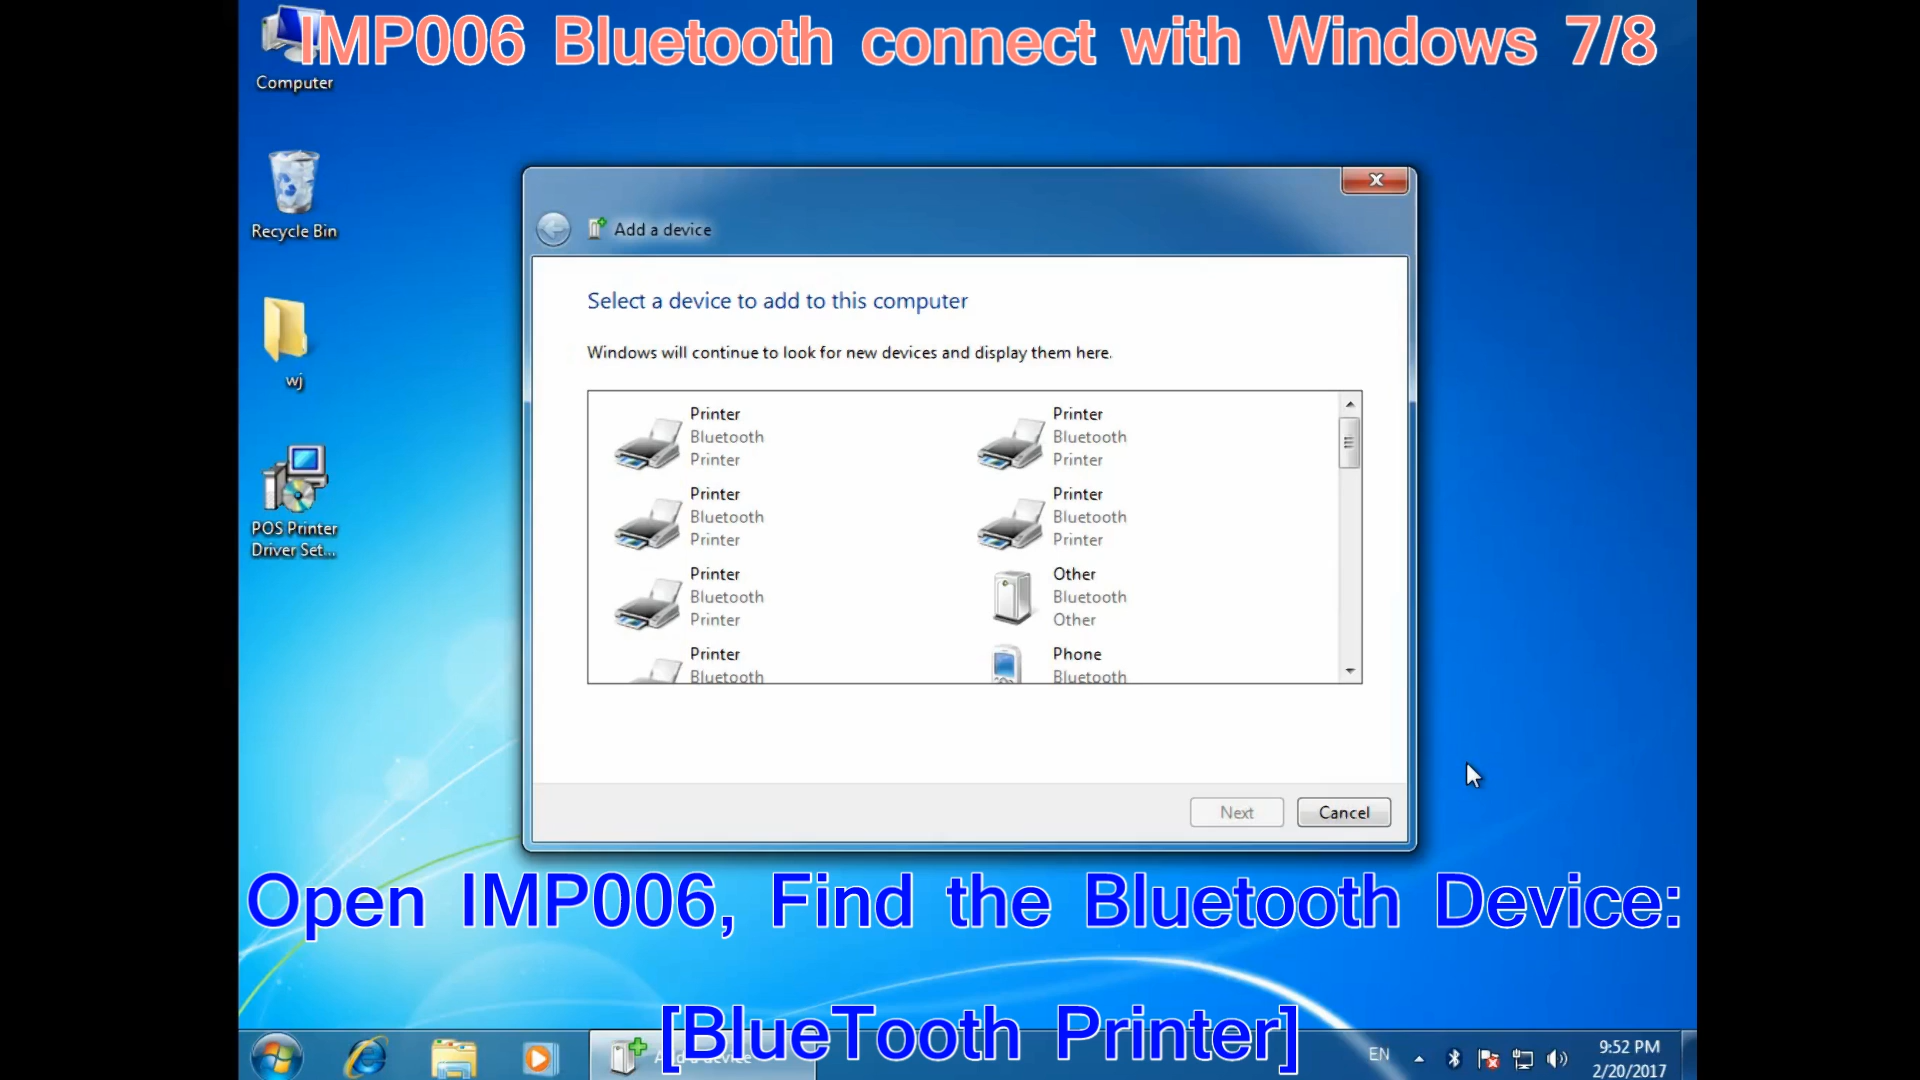 IMP006 Bluetooth connect with Windows 7/8
Computer
Recycle Bin
wj
POS Printer
Driver Set...
Add a device
Select a device to add to this computer
Windows will continue to look for new devices and display them here.
Printer
Bluetooth
Printer
Printer
Bluetooth
Printer
Printer
Bluetooth
Printer
Printer
Bluetooth
Printer
Printer
Bluetooth
Printer
Other
Bluetooth
Other
Printer
Bluetooth
Phone
Bluetooth
Next
Cancel
Open IMP006, Find the Bluetooth Device:
[BlueTooth Printer]
EN
9:52 PM
2/20/2017